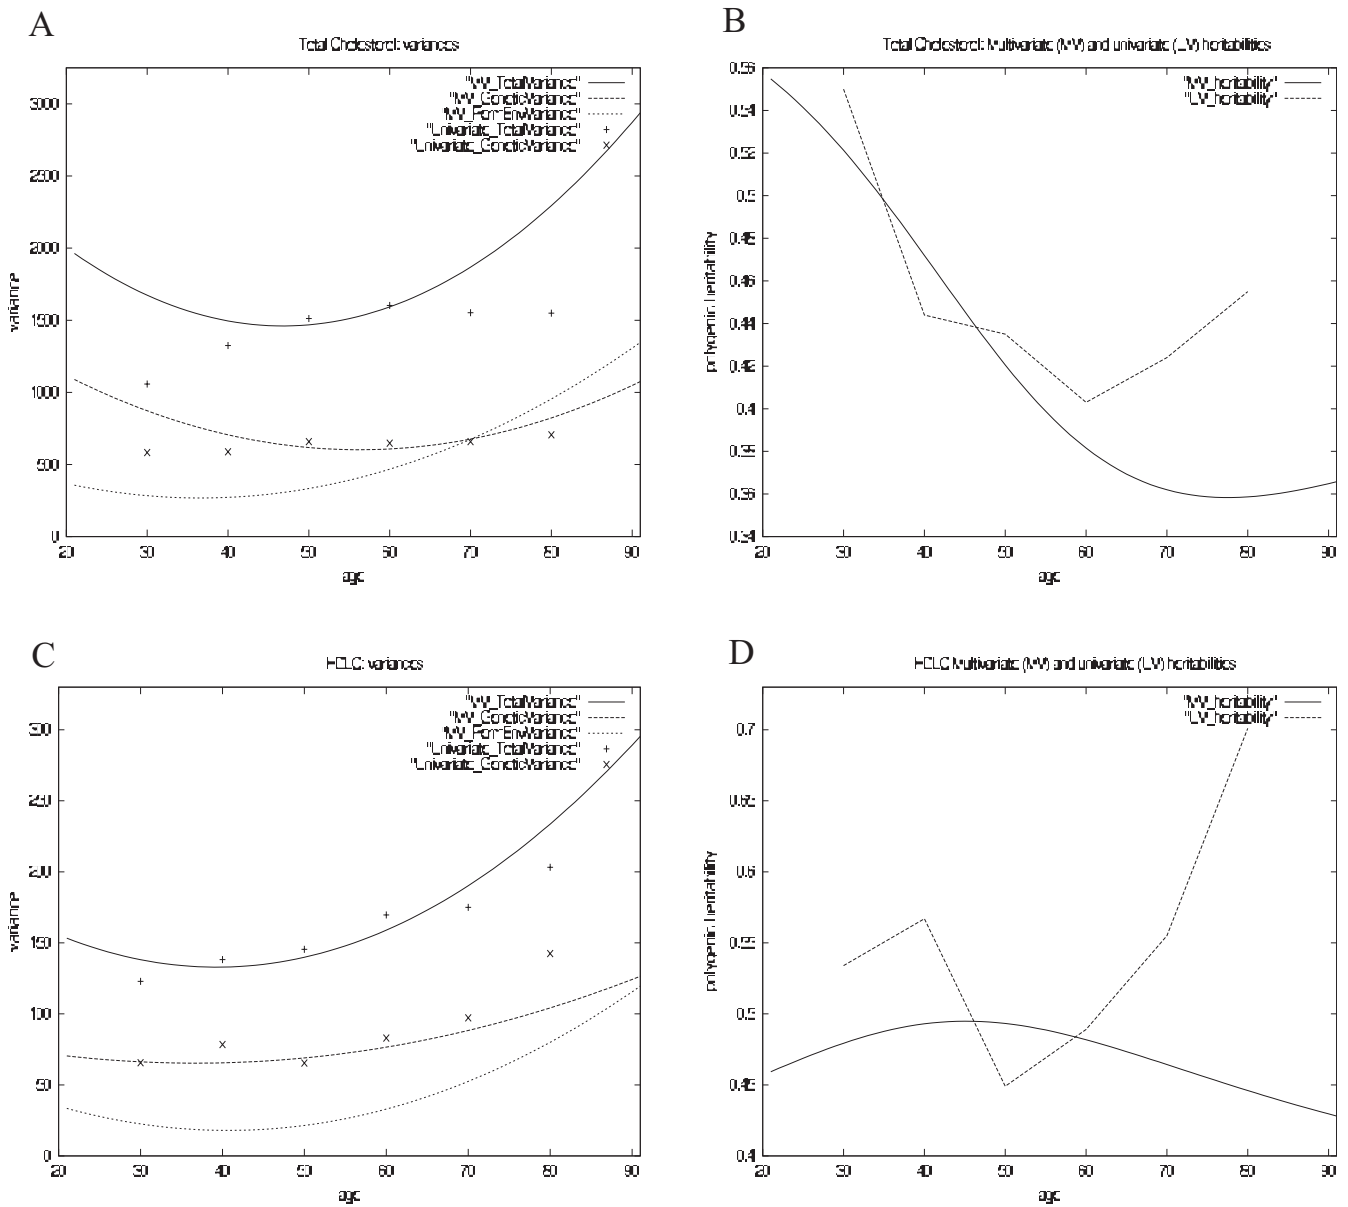 A
Total Cholesterol: variances
"MV_TotalVariance"
"MV_GeneticVariance"
"MV_PermEnvVariance"
"Univariate_TotalVariance"
"Univariate_GeneticVariance"
3000
2500
2000
1500
1000
500
0
variance
20 30 40 50 60 70 80 90
age
B
Total Cholesterol: Multivariate (MV) and univariate (UV) heritabilities
"MV_heritability"
"UV_heritability"
0.56
0.54
0.52
0.5
0.48
0.46
0.44
0.42
0.4
0.38
0.36
0.34
polygenic heritability
20 30 40 50 60 70 80 90
age
C
HDLC: variances
"MV_TotalVariance"
"MV_GeneticVariance"
"MV_PermEnvVariance"
"Univariate_TotalVariance"
"Univariate_GeneticVariance"
300
250
200
150
100
50
0
variance
20 30 40 50 60 70 80 90
age
D
HDLC Multivariate (MV) and univariate (UV) heritabilities
"MV_heritability"
"UV_heritability"
0.7
0.65
0.6
0.55
0.5
0.45
0.4
polygenic heritability
20 30 40 50 60 70 80 90
age